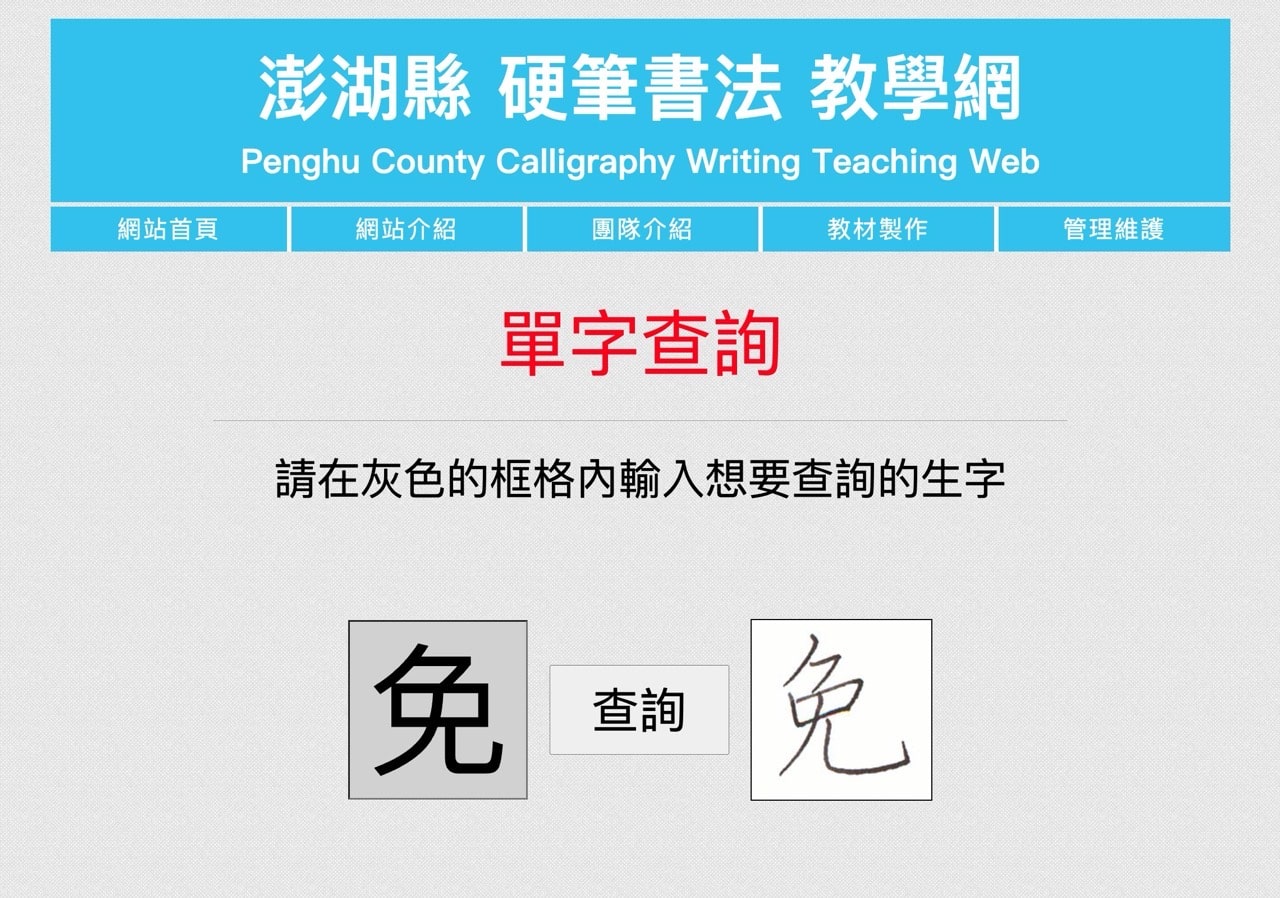 澎湖縣 硬筆書法 教學網
Penghu County Calligraphy Writing Teaching Web
網站首頁 網站介紹 團隊介紹 教材製作 管理維護
單字查詢
請在灰色的框格內輸入想要查詢的生字
免 查詢 免